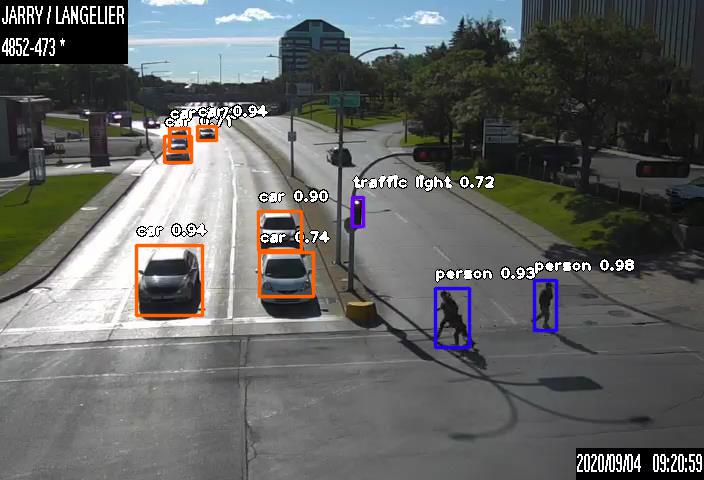 JARRY / LANGELIER
4852-473 *
car 0.94
car 0.90
traffic light 0.72
car 0.94
car 0.74
person 0.93
person 0.98
2020/09/04 09:20:59